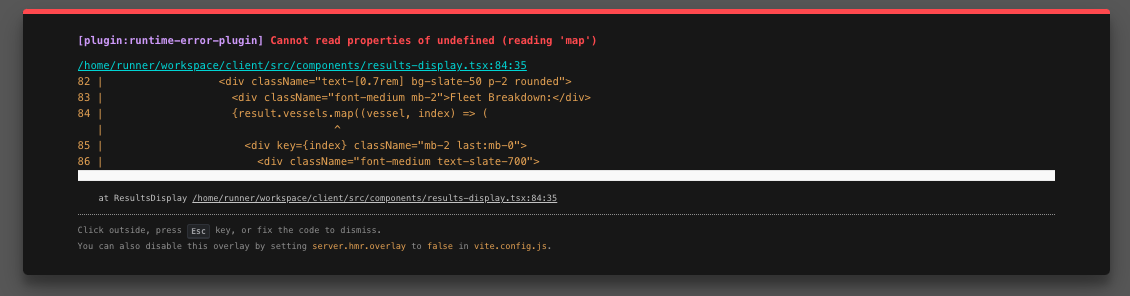 [plugin:runtime-error-plugin] Cannot read properties of undefined (reading 'map')
/home/runner/workspace/client/src/components/results-display.tsx:84:35
82 |                  <div className="text-[0.7rem] bg-slate-50 p-2 rounded">
83 |                    <div className="font-medium mb-2">Fleet Breakdown:</div>
84 |                    {result.vessels.map((vessel, index) => (
   |                                   ^
85 |                      <div key={index} className="mb-2 last:mb-0">
86 |                        <div className="font-medium text-slate-700">
at ResultsDisplay /home/runner/workspace/client/src/components/results-display.tsx:84:35
Click outside, press Esc key, or fix the code to dismiss.
You can also disable this overlay by setting server.hmr.overlay to false in vite.config.js.